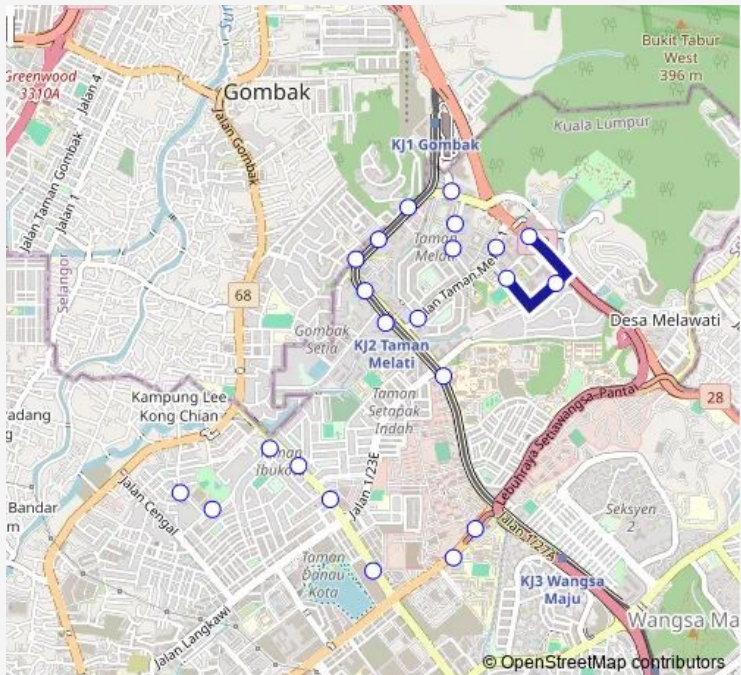 Bukit Tabur
West
396 m
Greenwood
3310A
Jalan 4
Gombak
Jalan Taman Gombak
Jalan 1
Jalan Gombak
Kuala Lumpur
KJ1 Gombak
Selangor
68
Taman
Melati
Gombak
Setia
KJ2 Taman
Melati
Desa Melawati
28
Kampung Lee
Kong Chian
Taman
Setapak
Indah
Lebuhraya Setiawangsa-Pantai
Jalan 1/23E
Jalan Cengal
Bandar
Seksyen
2
Jalan 1/27A
Taman
Danau
Kota
KJ3 Wangsa
Maju
Wangsa Ma
Jalan Langkawi
© OpenStreetMap contributors